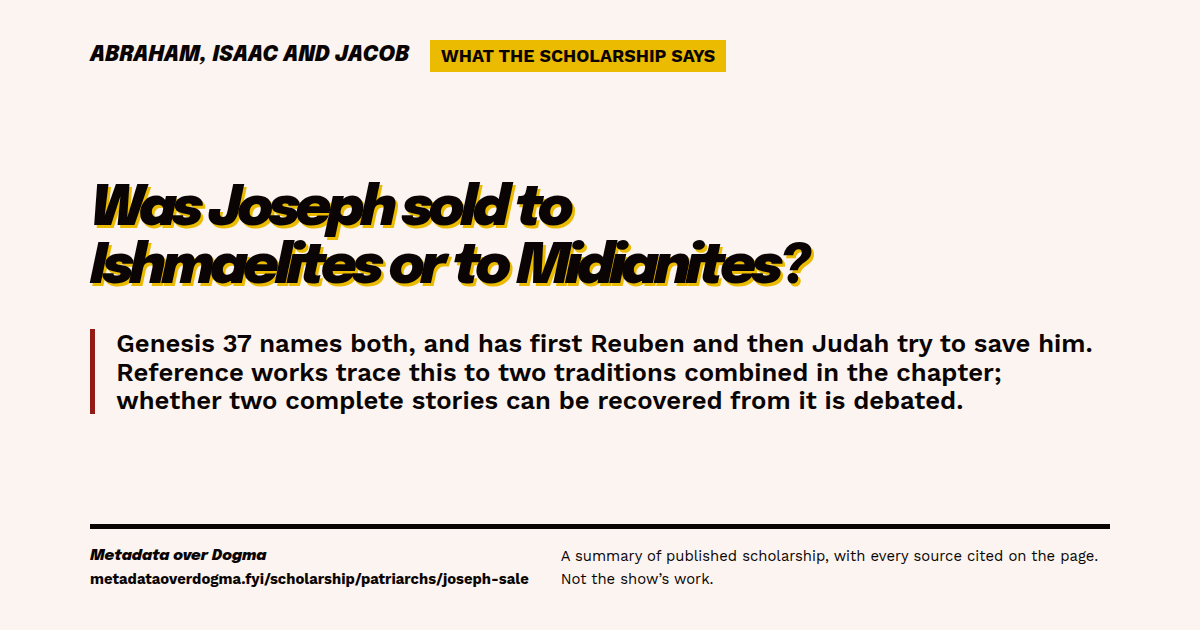 ABRAHAM, ISAAC AND JACOB
WHAT THE SCHOLARSHIP SAYS
Was Joseph sold to
Ishmaelites or to Midianites?
Genesis 37 names both, and has first Reuben and then Judah try to save him.
Reference works trace this to two traditions combined in the chapter;
whether two complete stories can be recovered from it is debated.
Metadata over Dogma
metadataoverdogma.fyi/scholarship/patriarchs/joseph-sale
A summary of published scholarship, with every source cited on the page.
Not the show’s work.